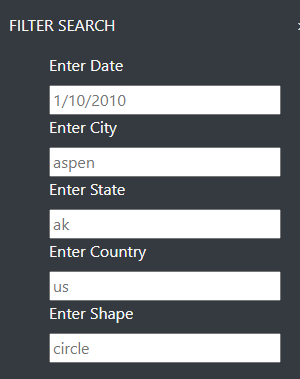 FILTER SEARCH
Enter Date
1/10/2010
Enter City
aspen
Enter State
ak
Enter Country
us
Enter Shape
circle